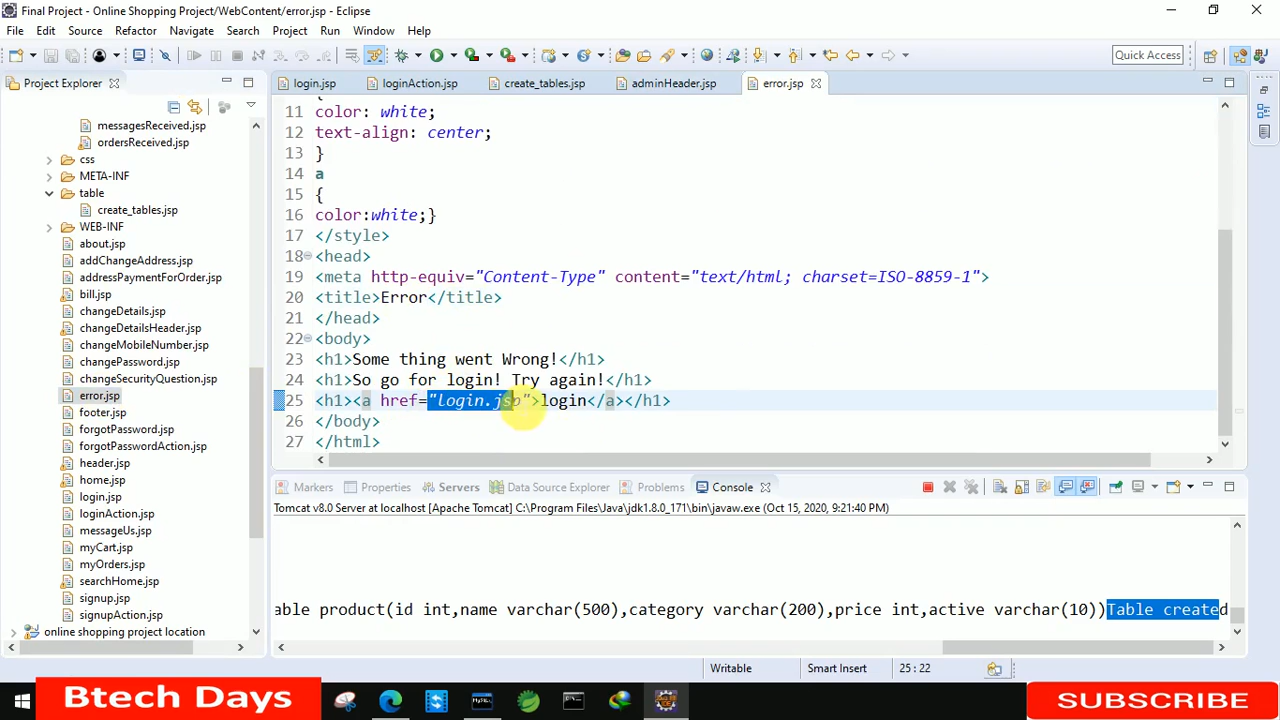 Final Project - Online Shopping Project/WebContent/error.jsp - Eclipse
File Edit Source Refactor Navigate Search Project Run Window Help
Quick Access
Project Explorer
messagesReceived.jsp
ordersReceived.jsp
css
META-INF
table
create_tables.jsp
WEB-INF
about.jsp
addChangeAddress.jsp
addressPaymentForOrder.jsp
bill.jsp
changeDetails.jsp
changeDetailsHeader.jsp
changeMobileNumber.jsp
changePassword.jsp
changeSecurityQuestion.jsp
error.jsp
footer.jsp
forgotPassword.jsp
forgotPasswordAction.jsp
header.jsp
home.jsp
login.jsp
loginAction.jsp
messageUs.jsp
myCart.jsp
myOrders.jsp
searchHome.jsp
signup.jsp
signupAction.jsp
online shopping project location
login.jsp loginAction.jsp create_tables.jsp adminHeader.jsp error.jsp
11 color: white;
12 text-align: center;
13 }
14 a
15 {
16 color:white;}
17 </style>
18 <head>
19 <meta http-equiv="Content-Type" content="text/html; charset=ISO-8859-1">
20 <title>Error</title>
21 </head>
22 <body>
23 <h1>Some thing went Wrong!</h1>
24 <h1>So go for login! Try again!</h1>
25 <h1><a href="login.jsp">login</a></h1>
26 </body>
27 </html>
Markers Properties Servers Data Source Explorer Problems Console
Tomcat v8.0 Server at localhost [Apache Tomcat] C:\Program Files\Java\jdk1.8.0_171\bin\javaw.exe (Oct 15, 2020, 9:21:40 PM)
able product(id int,name varchar(500),category varchar(200),price int,active varchar(10))Table created
Writable Smart Insert 25 : 22
Btech Days
SUBSCRIBE